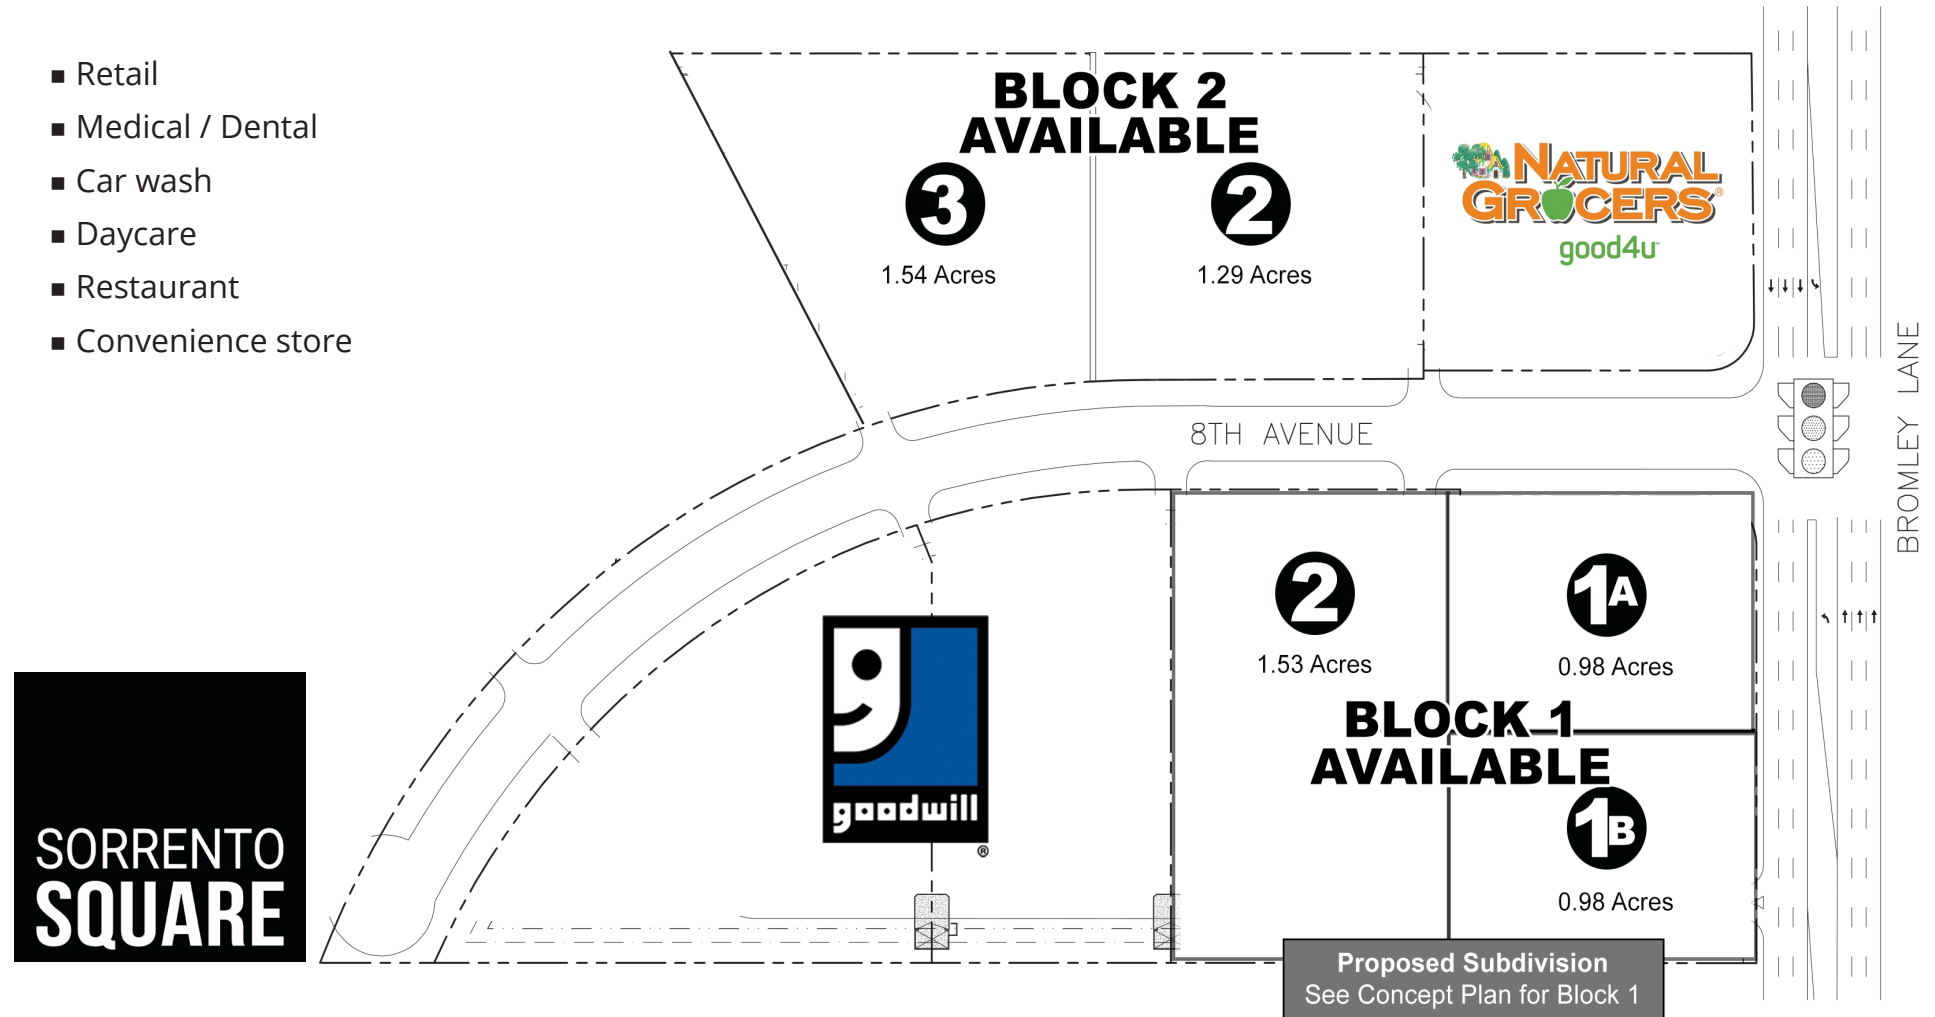 ▪ Retail
▪ Medical / Dental
▪ Car wash
▪ Daycare
▪ Restaurant
▪ Convenience store
BLOCK 2
AVAILABLE
3
1.54 Acres
2
1.29 Acres
NATURAL
GROCERS®
good4u™
8TH AVENUE
BROMLEY LANE
2
1.53 Acres
1A
0.98 Acres
BLOCK 1
AVAILABLE
1B
0.98 Acres
goodwill
®
SORRENTO
SQUARE
Proposed Subdivision
See Concept Plan for Block 1